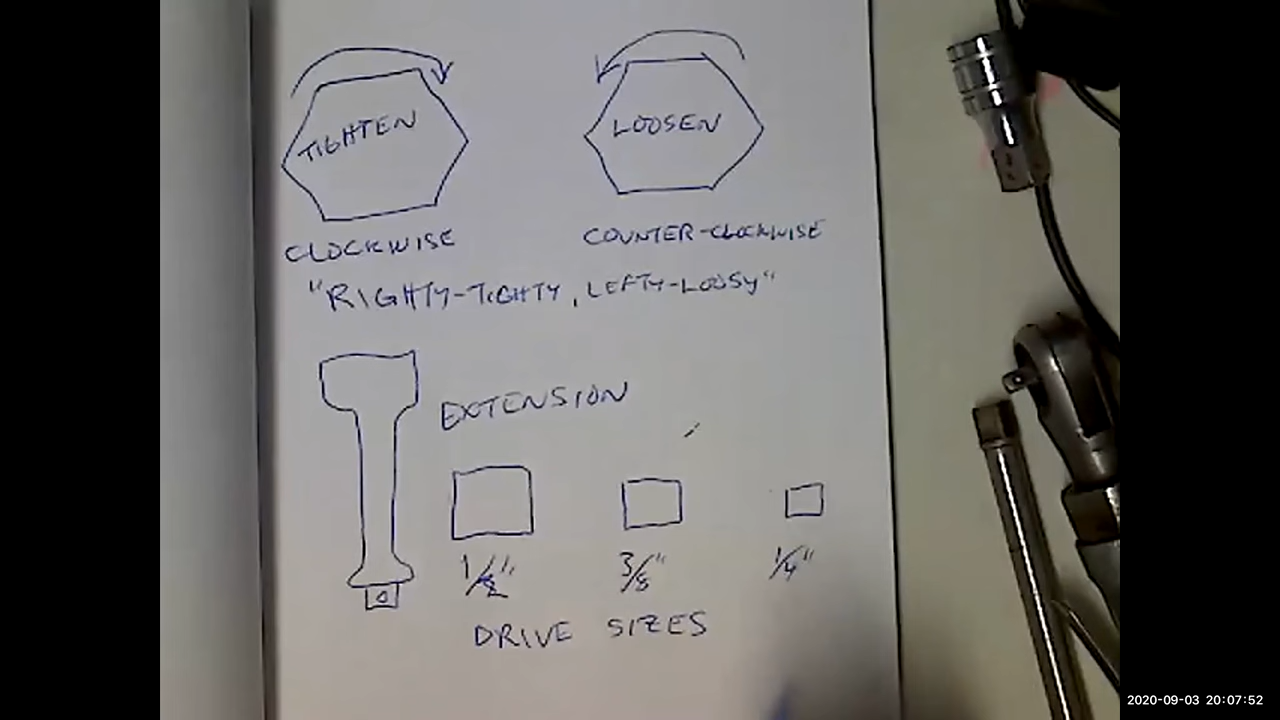 TIGHTEN
LOOSEN
CLOCKWISE
COUNTER-CLOCKWISE
"RIGHTY-TIGHTY, LEFTY-LOOSY"
EXTENSION
1/2" 3/8" 1/4"
DRIVE SIZES
2020-09-03 20:07:52